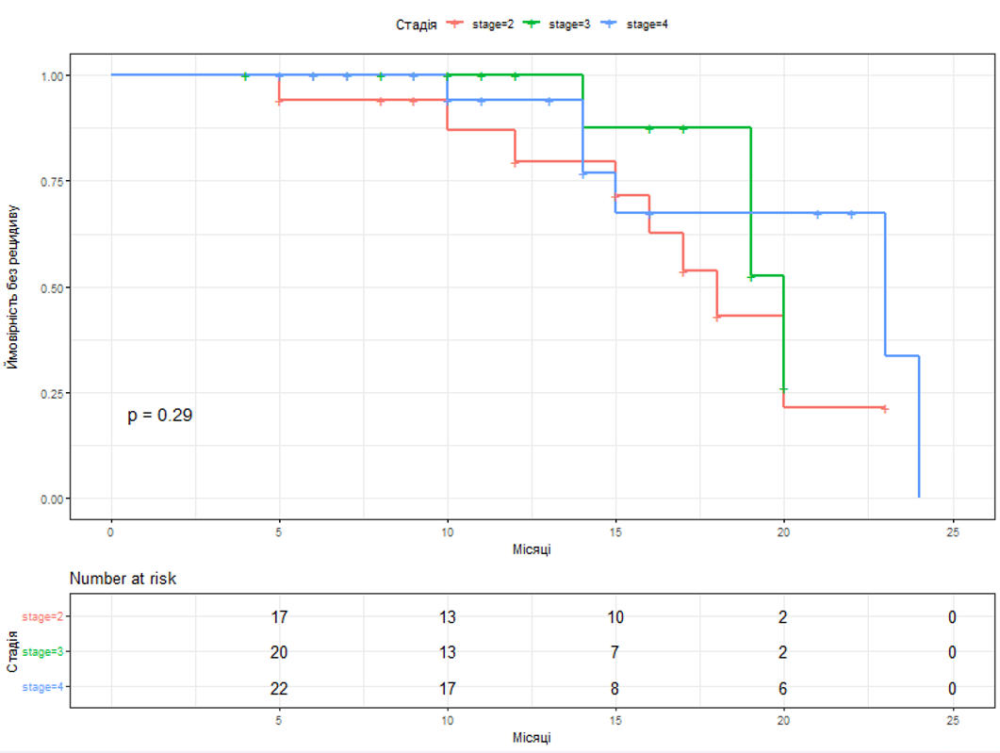 Стадія stage=2 stage=3 stage=4
Ймовірність без рецидиву
1.00
0.75
0.50
0.25
0.00
p = 0.29
0 5 10 15 20 25
Місяці
Number at risk
Стадія
stage=2 17 13 10 2 0
stage=3 20 13 7 2 0
stage=4 22 17 8 6 0
5 10 15 20 25
Місяці